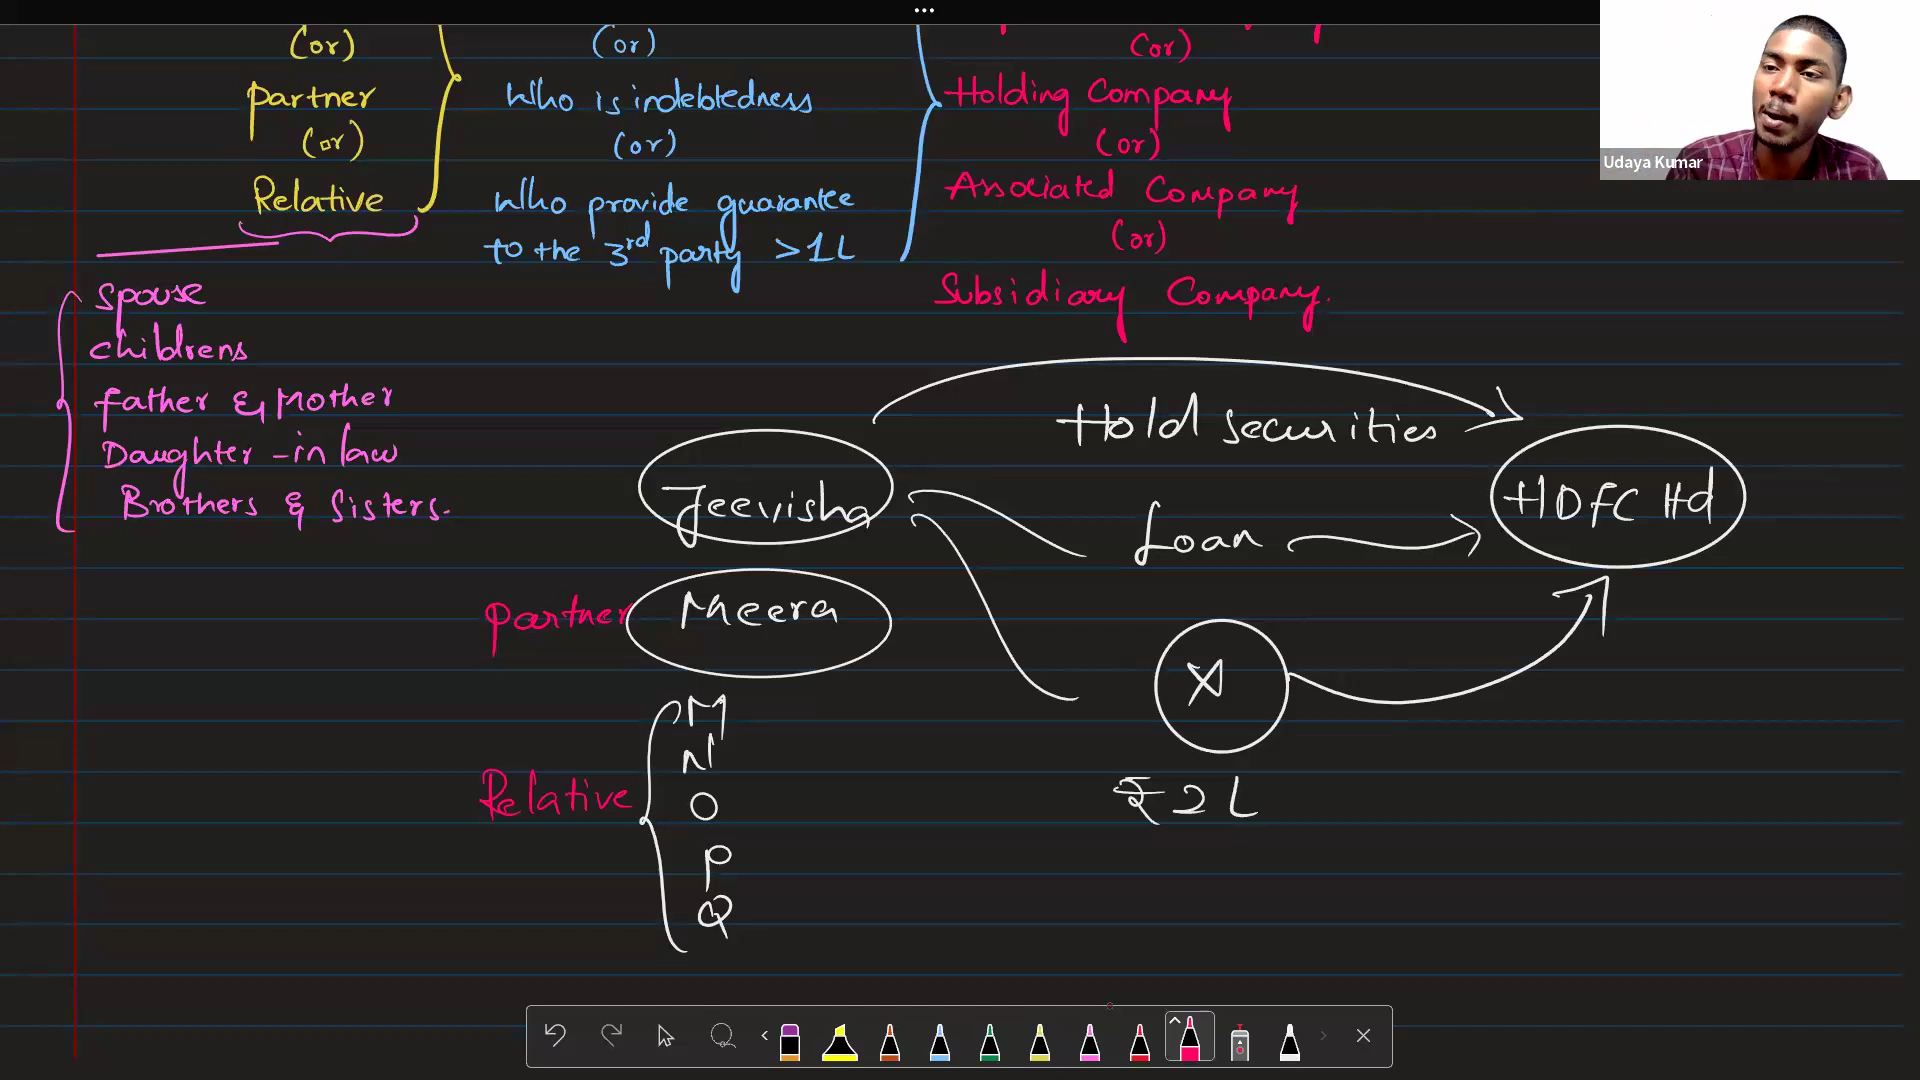 (or)
partner
(or)
Relative
(or)
Who is indebtedness
(or)
Who provide guarantee
to the 3rd party >1L
(or)
Holding Company
(or)
Associated Company
(or)
Subsidiary Company.
Udaya Kumar
Spouse
childrens
father & Mother
Daughter-in law
Brothers & Sisters.
Hold securities
Jeevisha
HDFC Ltd
Loan
Partner
Meera
X
Relative
M
N
O
P
Q
₹2L